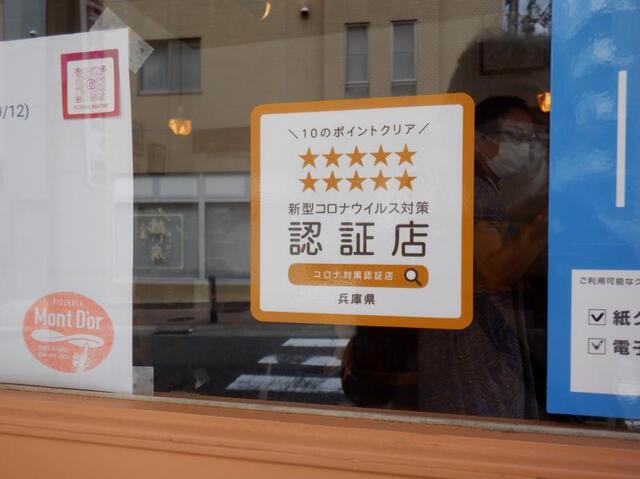 /12)
＼10のポイントクリア／
新型コロナウイルス対策
認証店
コロナ対策認証店
兵庫県
PIZZERIA
Mont D'or
ご利用可能なク
紙ク
電子